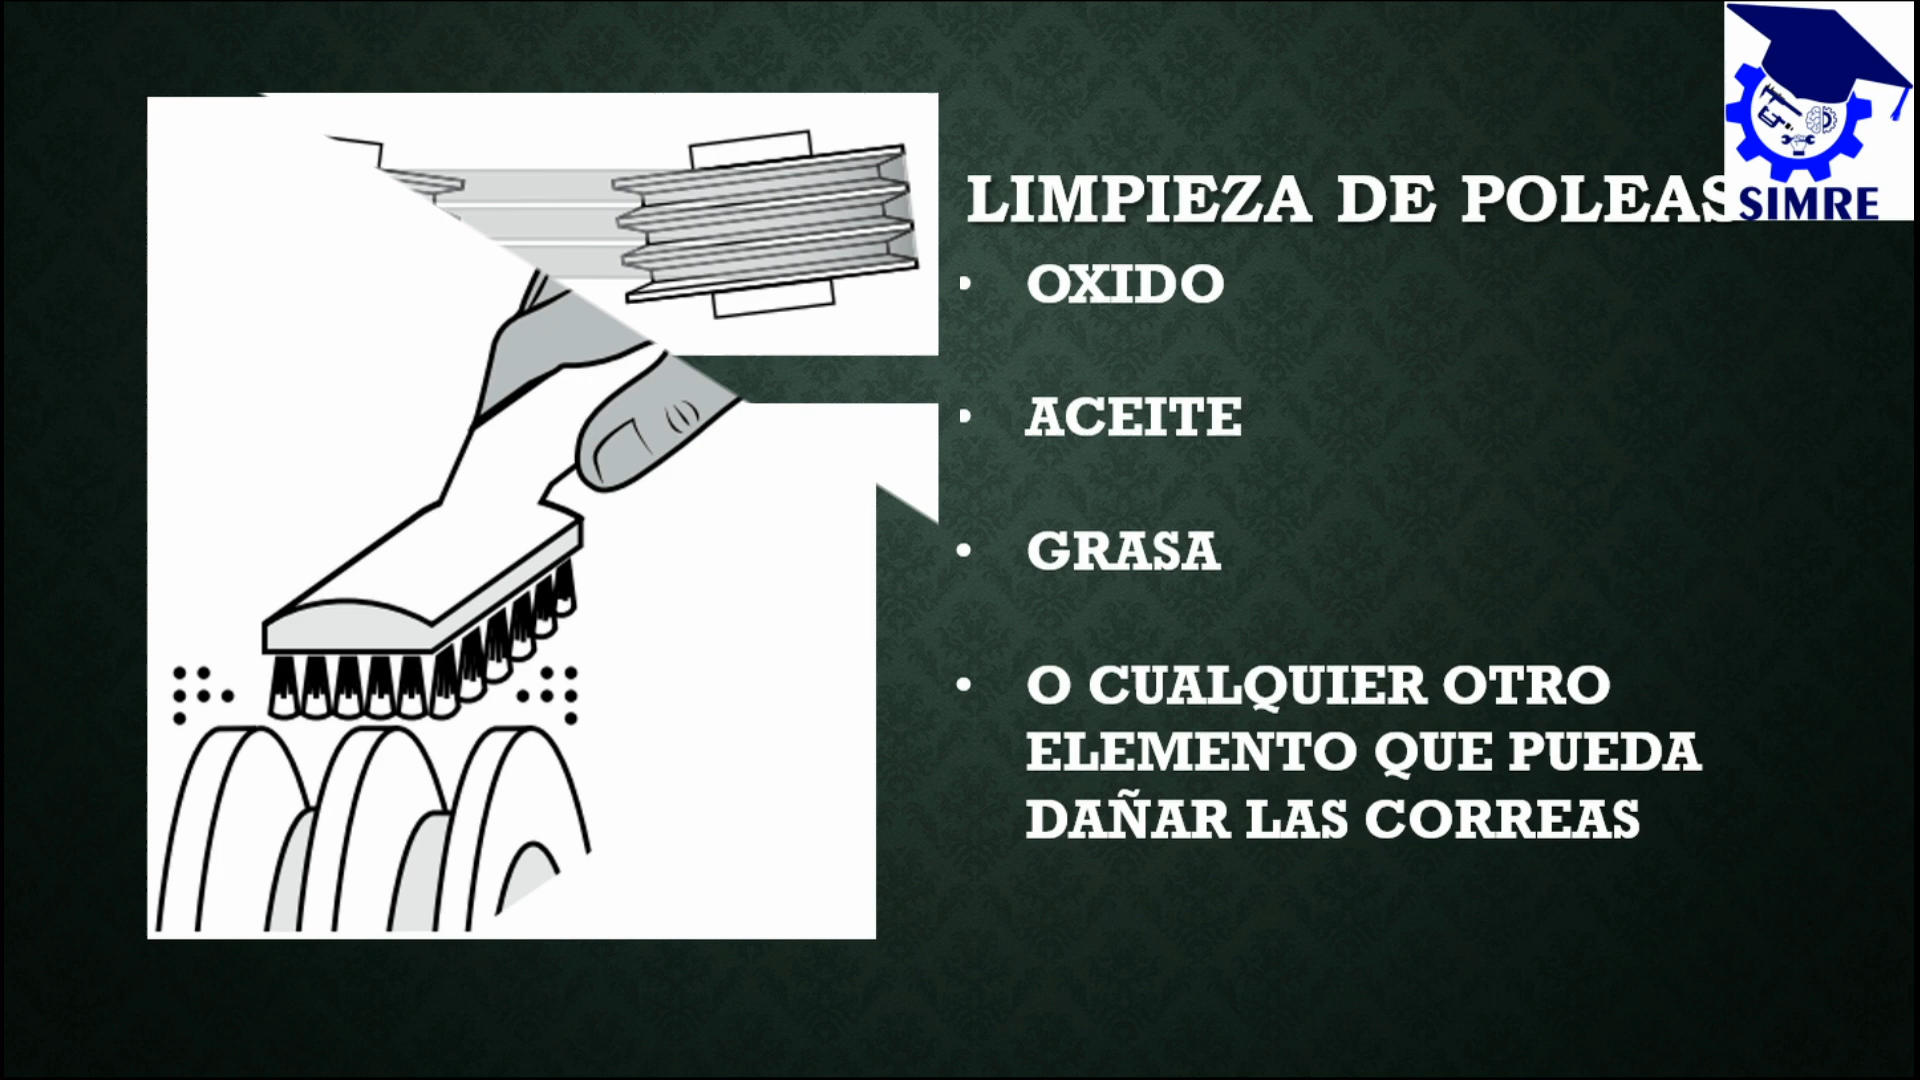 LIMPIEZA DE POLEAS
SIMRE
• OXIDO
• ACEITE
• GRASA
• O CUALQUIER OTRO
ELEMENTO QUE PUEDA
DAÑAR LAS CORREAS